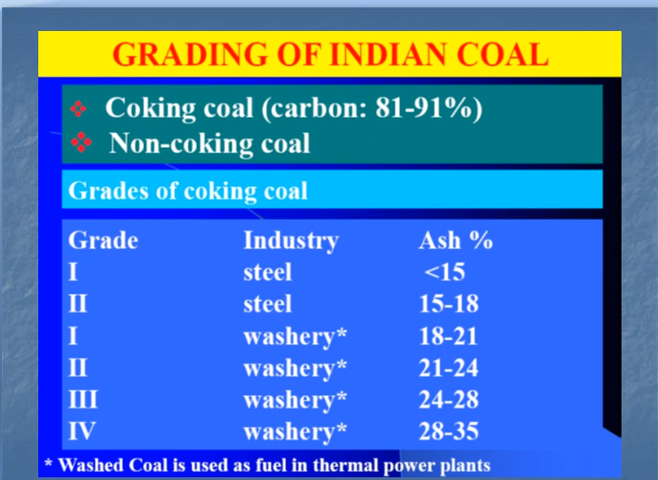 GRADING OF INDIAN COAL
❖ Coking coal (carbon: 81-91%)
❖ Non-coking coal
Grades of coking coal
Grade Industry Ash %
I steel <15
II steel 15-18
I washery* 18-21
II washery* 21-24
III washery* 24-28
IV washery* 28-35
* Washed Coal is used as fuel in thermal power plants